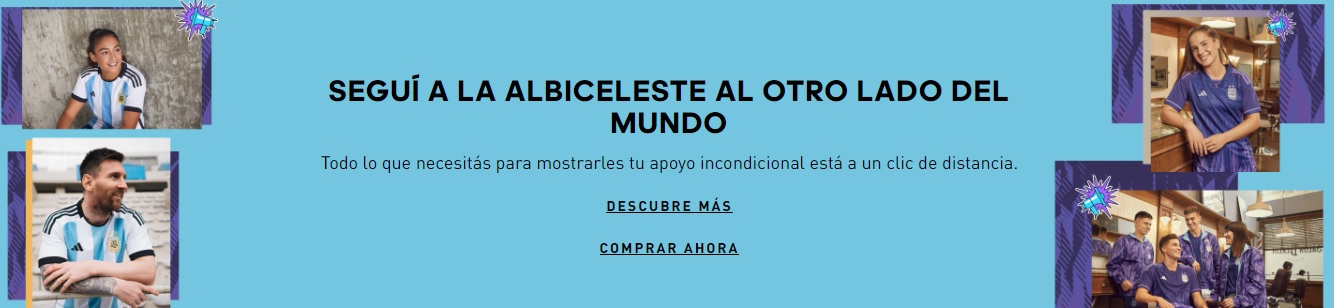 SEGUÍ A LA ALBICELESTE AL OTRO LADO DEL
MUNDO
Todo lo que necesitás para mostrarles tu apoyo incondicional está a un clic de distancia.
DESCUBRE MÁS
COMPRAR AHORA